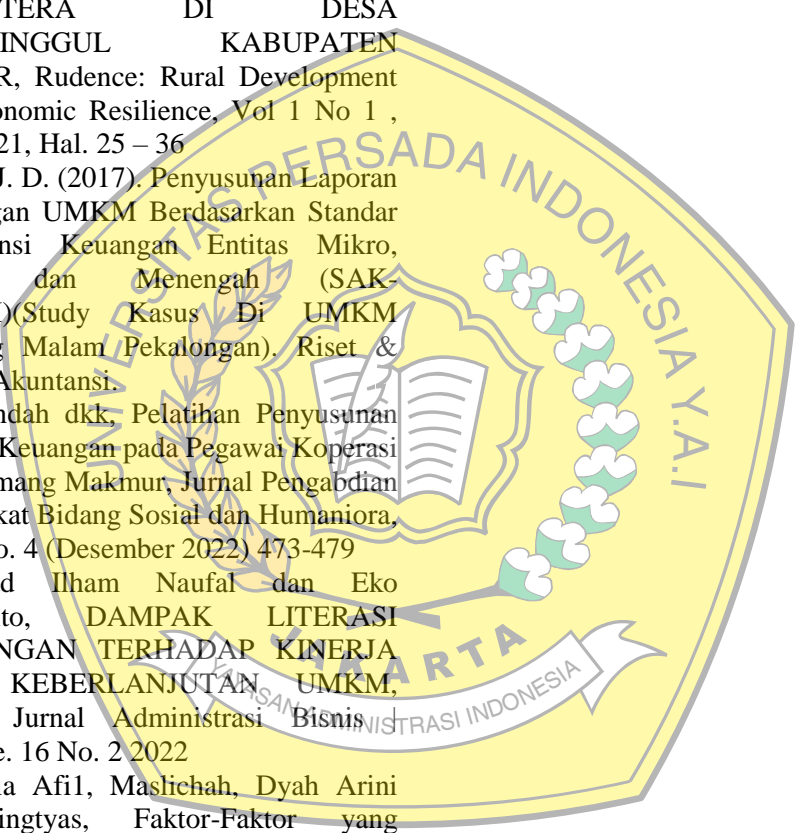 TERA DI DESA
INGGUL KABUPATEN
R, Rudence: Rural Development
onomic Resilience, Vol 1 No 1 ,
21, Hal. 25 – 36
J. D. (2017). Penyusunan Laporan
gan UMKM Berdasarkan Standar
nsi Keuangan Entitas Mikro,
dan Menengah (SAK-
)(Study Kasus Di UMKM
g Malam Pekalongan). Riset &
Akuntansi.
ndah dkk, Pelatihan Penyusunan
Keuangan pada Pegawai Koperasi
mang Makmur, Jurnal Pengabdian
kat Bidang Sosial dan Humaniora,
o. 4 (Desember 2022) 473-479
d Ilham Naufal dan Eko
to, DAMPAK LITERASI
NGAN TERHADAP KINERJA
KEBERLANJUTAN UMKM,
Jurnal Administrasi Bisnis |
e. 16 No. 2 2022
la Afi1, Maslichah, Dyah Arini
ingtyas, Faktor-Faktor yang
UNIVERSITAS PERSADA INDONESIA Y.A.I
JAKARTA
YAYASAN ADMINISTRASI INDONESIA